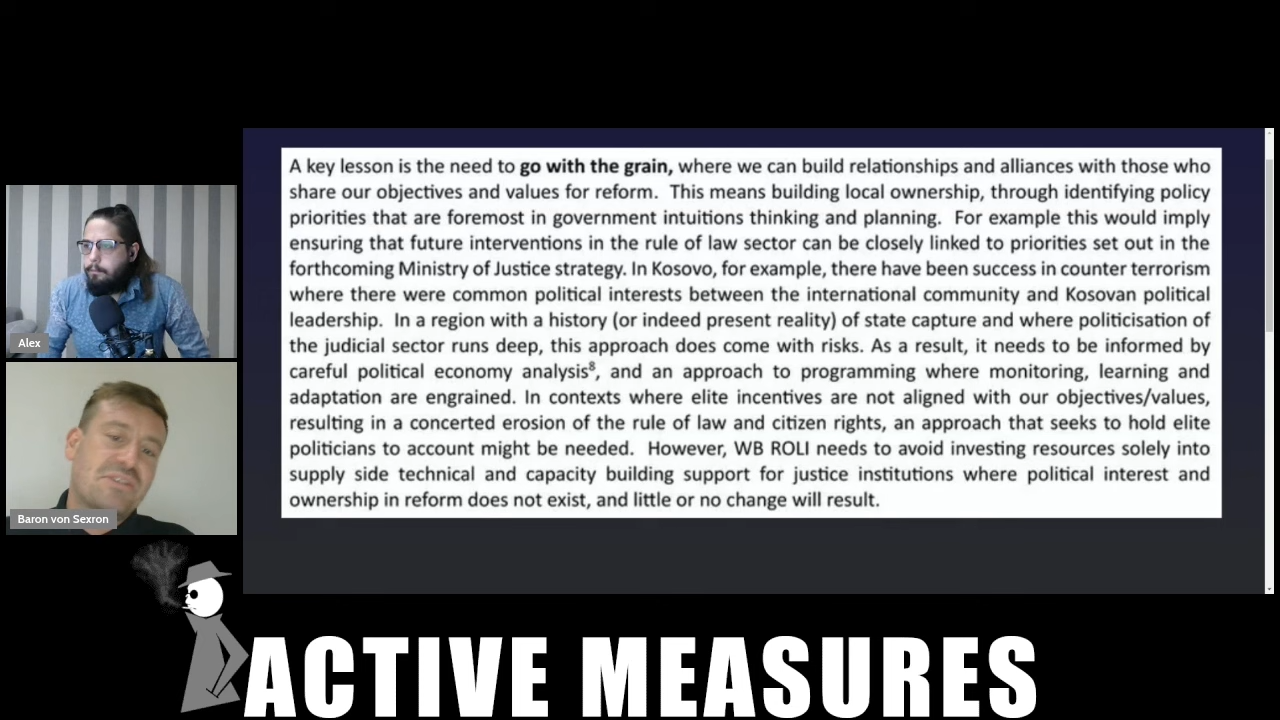 A key lesson is the need to go with the grain, where we can build relationships and alliances with those who
share our objectives and values for reform. This means building local ownership, through identifying policy
priorities that are foremost in government intuitions thinking and planning. For example this would imply
ensuring that future interventions in the rule of law sector can be closely linked to priorities set out in the
forthcoming Ministry of Justice strategy. In Kosovo, for example, there have been success in counter terrorism
where there were common political interests between the international community and Kosovan political
leadership. In a region with a history (or indeed present reality) of state capture and where politicisation of
the judicial sector runs deep, this approach does come with risks. As a result, it needs to be informed by
careful political economy analysis⁸, and an approach to programming where monitoring, learning and
adaptation are engrained. In contexts where elite incentives are not aligned with our objectives/values,
resulting in a concerted erosion of the rule of law and citizen rights, an approach that seeks to hold elite
politicians to account might be needed. However, WB ROLI needs to avoid investing resources solely into
supply side technical and capacity building support for justice institutions where political interest and
ownership in reform does not exist, and little or no change will result.
Alex
Baron von Sexron
ACTIVE MEASURES